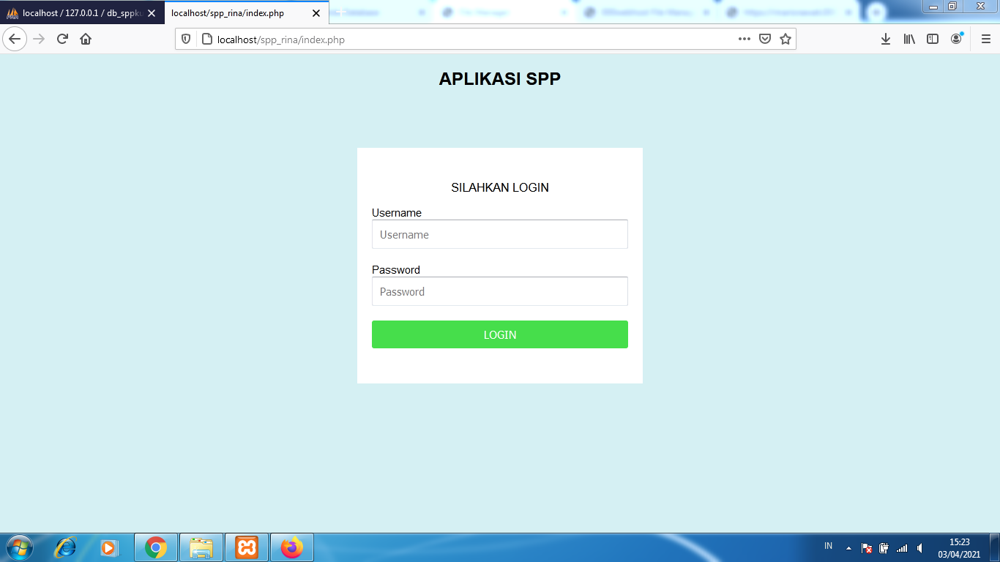 localhost / 127.0.0.1 / db_sppku
localhost/spp_rina/index.php
localhost/spp_rina/index.php
APLIKASI SPP
SILAHKAN LOGIN
Username
Username
Password
Password
LOGIN
IN
15:23
03/04/2021